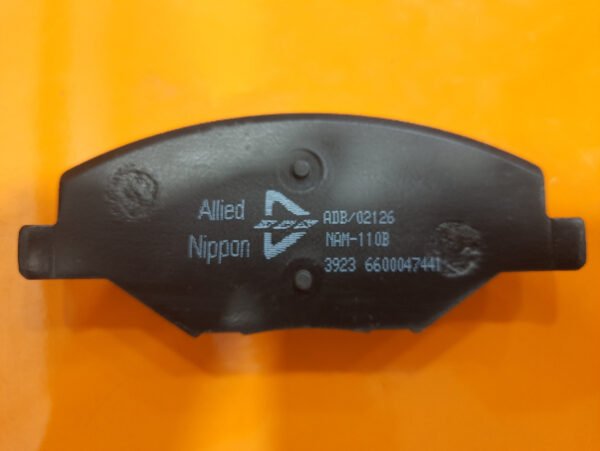 Allied
Nippon
ADB/02126
NAM-110B
3923 6600047441